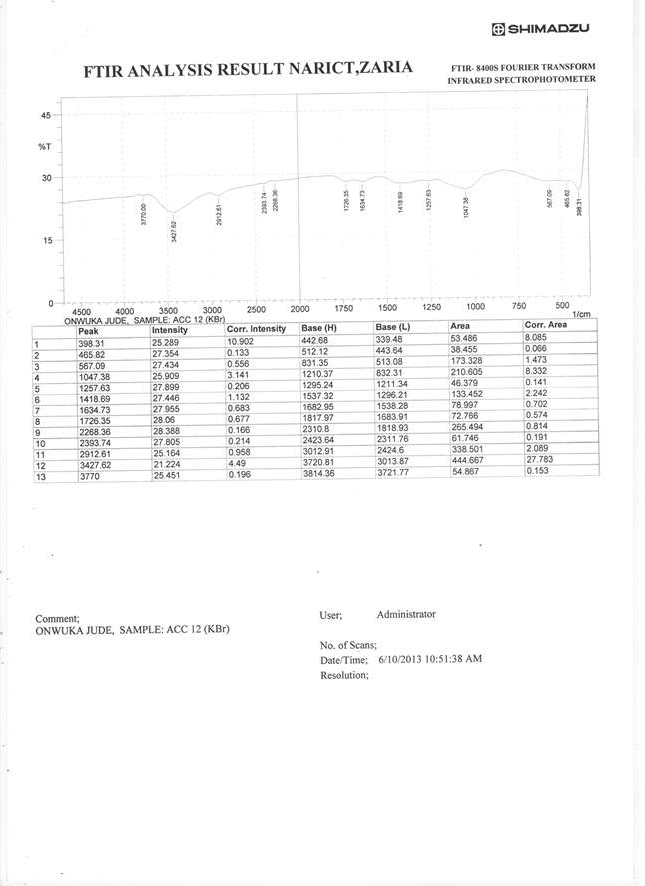 SHIMADZU
FTIR ANALYSIS RESULT NARICT,ZARIA
FTIR- 8400S FOURIER TRANSFORM
INFRARED SPECTROPHOTOMETER
45
%T
30
15
0
3770.00
3427.62
2912.61
2393.74
2268.36
1726.35
1634.73
1418.69
1257.63
1047.38
567.09
465.82
398.31
4500 4000 3500 3000 2500 2000 1750 1500 1250 1000 750 500
1/cm
ONWUKA JUDE, SAMPLE: ACC 12 (KBr)
Peak Intensity Corr. Intensity Base (H) Base (L) Area Corr. Area
1 398.31 25.289 10.902 442.68 339.48 53.486 8.085
2 465.82 27.354 0.133 512.12 443.64 38.455 0.066
3 567.09 27.434 0.556 831.35 513.08 173.328 1.473
4 1047.38 25.909 3.141 1210.37 832.31 210.605 8.332
5 1257.63 27.899 0.206 1295.24 1211.34 46.379 0.141
6 1418.69 27.446 1.132 1537.32 1296.21 133.452 2.242
7 1634.73 27.955 0.683 1682.95 1538.28 78.997 0.702
8 1726.35 28.06 0.677 1817.97 1683.91 72.766 0.574
9 2268.36 28.388 0.166 2310.8 1818.93 265.494 0.814
10 2393.74 27.805 0.214 2423.64 2311.76 61.746 0.191
11 2912.61 25.164 0.958 3012.91 2424.6 338.501 2.089
12 3427.62 21.224 4.49 3720.81 3013.87 444.667 27.783
13 3770 25.451 0.196 3814.36 3721.77 54.867 0.153
Comment;
ONWUKA JUDE, SAMPLE: ACC 12 (KBr)
User; Administrator
No. of Scans;
Date/Time; 6/10/2013 10:51:38 AM
Resolution;